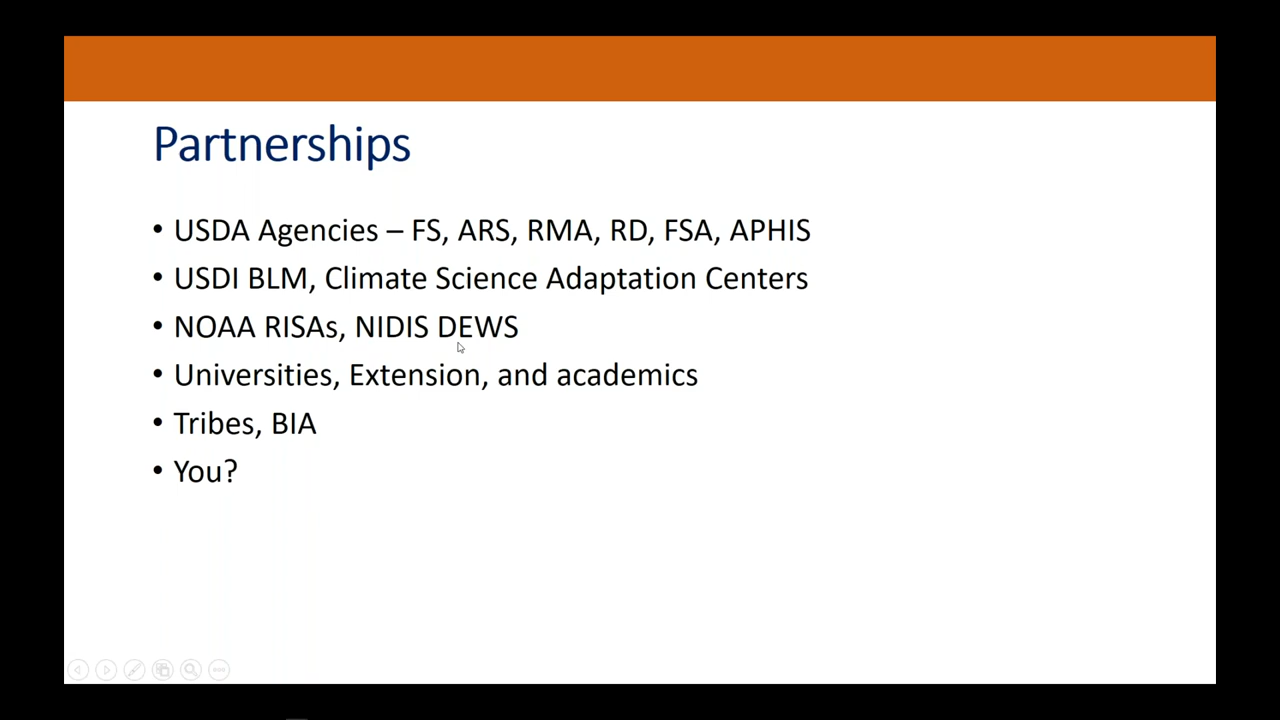 Partnerships
• USDA Agencies – FS, ARS, RMA, RD, FSA, APHIS
• USDI BLM, Climate Science Adaptation Centers
• NOAA RISAs, NIDIS DEWS
• Universities, Extension, and academics
• Tribes, BIA
• You?